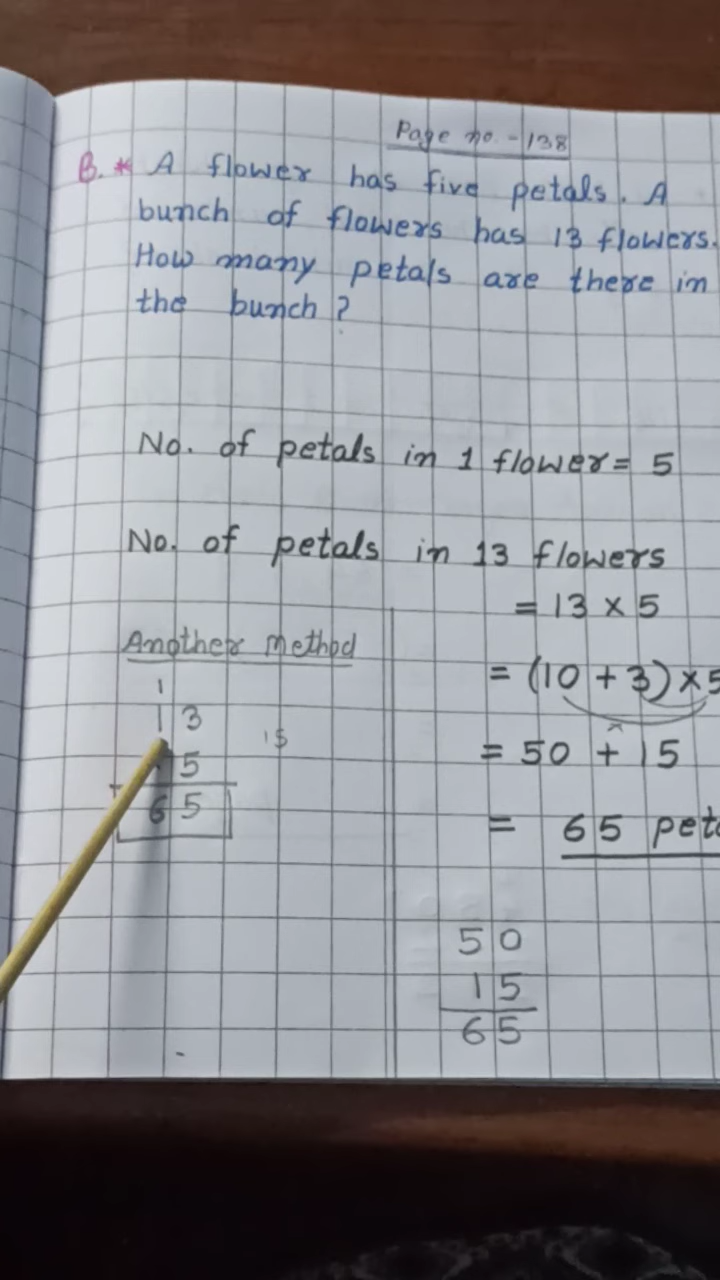 Page no. - 138
B. * A flower has five petals. A
bunch of flowers has 13 flowers.
How many petals are there in
the bunch?
No. of petals in 1 flower = 5
No. of petals in 13 flowers
= 13 × 5
= (10 + 3) × 5
= 50 + 15
= 65
50
15
65
Another Method
1
13
5
15
65